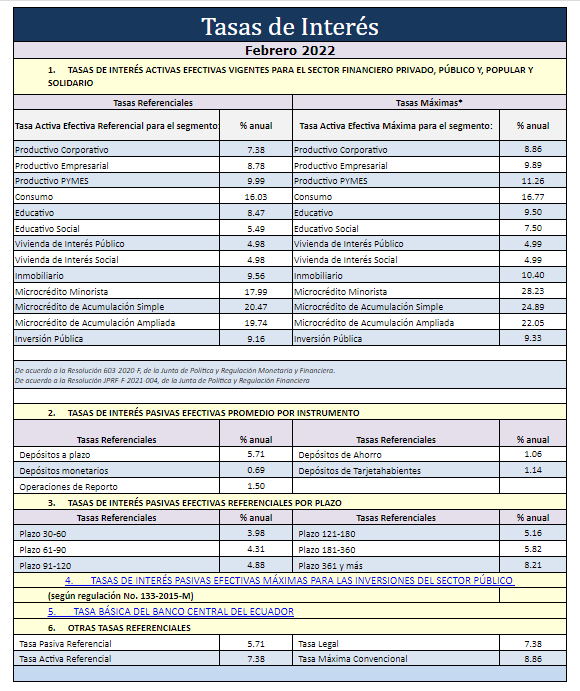 Tasas de Interés
Febrero 2022
1. TASAS DE INTERÉS ACTIVAS EFECTIVAS VIGENTES PARA EL SECTOR FINANCIERO PRIVADO, PÚBLICO Y, POPULAR Y
SOLIDARIO
Tasas Referenciales Tasas Máximas*
Tasa Activa Efectiva Referencial para el segmento: % anual Tasa Activa Efectiva Máxima para el segmento: % anual
Productivo Corporativo 7.38 Productivo Corporativo 8.86
Productivo Empresarial 8.78 Productivo Empresarial 9.89
Productivo PYMES 9.99 Productivo PYMES 11.26
Consumo 16.03 Consumo 16.77
Educativo 8.47 Educativo 9.50
Educativo Social 5.49 Educativo Social 7.50
Vivienda de Interés Público 4.98 Vivienda de Interés Público 4.99
Vivienda de Interés Social 4.98 Vivienda de Interés Social 4.99
Inmobiliario 9.56 Inmobiliario 10.40
Microcrédito Minorista 17.99 Microcrédito Minorista 28.23
Microcrédito de Acumulación Simple 20.47 Microcrédito de Acumulación Simple 24.89
Microcrédito de Acumulación Ampliada 19.74 Microcrédito de Acumulación Ampliada 22.05
Inversión Pública 9.16 Inversión Pública 9.33
De acuerdo a la Resolución 603-2020-F, de la Junta de Política y Regulación Monetaria y Financiera.
De acuerdo a la Resolución JPRF-F-2021-004, de la Junta de Política y Regulación Financiera
2. TASAS DE INTERÉS PASIVAS EFECTIVAS PROMEDIO POR INSTRUMENTO
Tasas Referenciales % anual Tasas Referenciales % anual
Depósitos a plazo 5.71 Depósitos de Ahorro 1.06
Depósitos monetarios 0.69 Depósitos de Tarjetahabientes 1.14
Operaciones de Reporto 1.50
3. TASAS DE INTERÉS PASIVAS EFECTIVAS REFERENCIALES POR PLAZO
Tasas Referenciales % anual Tasas Referenciales % anual
Plazo 30-60 3.98 Plazo 121-180 5.16
Plazo 61-90 4.31 Plazo 181-360 5.82
Plazo 91-120 4.88 Plazo 361 y más 8.21
4. TASAS DE INTERÉS PASIVAS EFECTIVAS MÁXIMAS PARA LAS INVERSIONES DEL SECTOR PÚBLICO
(según regulación No. 133-2015-M)
5. TASA BÁSICA DEL BANCO CENTRAL DEL ECUADOR
6. OTRAS TASAS REFERENCIALES
Tasa Pasiva Referencial 5.71 Tasa Legal 7.38
Tasa Activa Referencial 7.38 Tasa Máxima Convencional 8.86